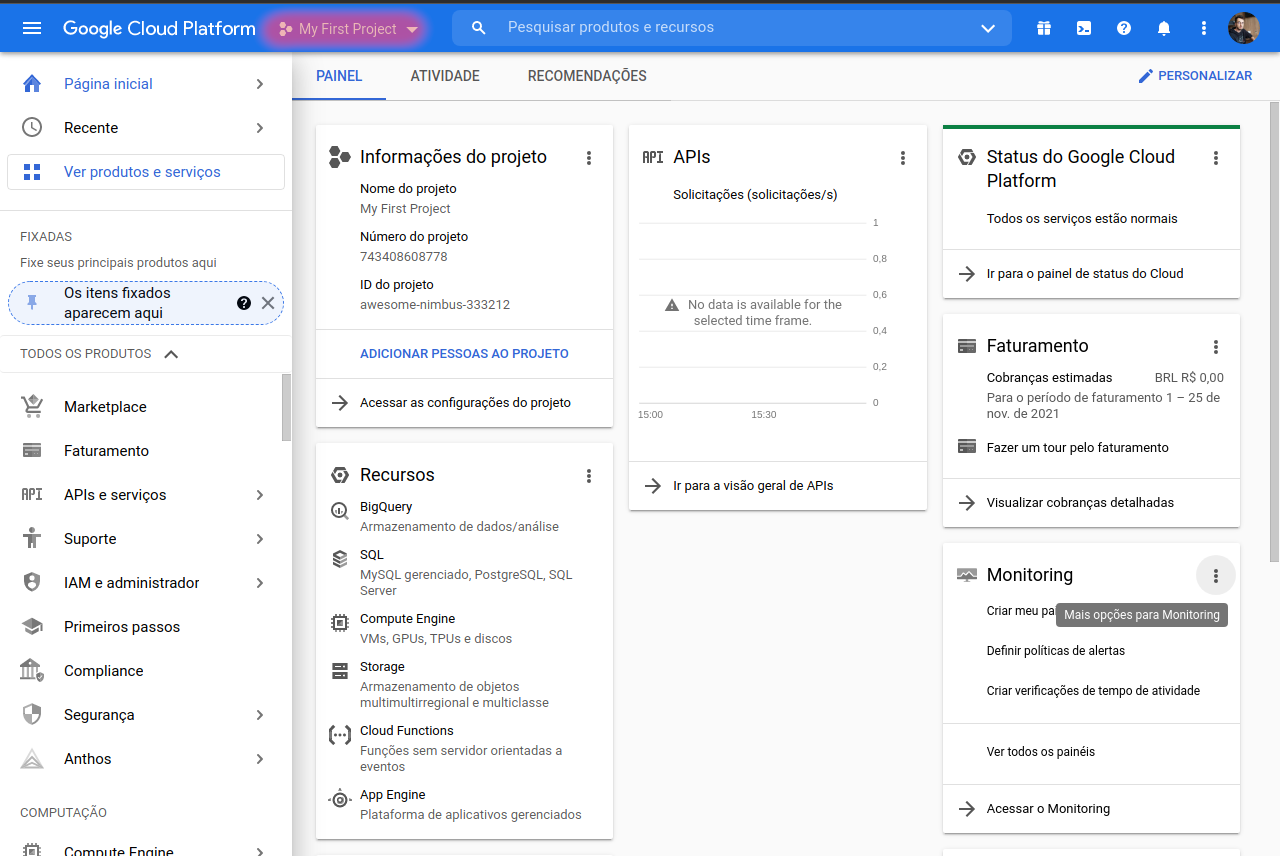 Google Cloud Platform
My First Project
Pesquisar produtos e recursos
Página inicial
Recente
Ver produtos e serviços
FIXADAS
Fixe seus principais produtos aqui
Os itens fixados
aparecem aqui
TODOS OS PRODUTOS
Marketplace
Faturamento
API APIs e serviços
Suporte
IAM e administrador
Primeiros passos
Compliance
Segurança
Anthos
COMPUTAÇÃO
Compute Engine
PAINEL
ATIVIDADE
RECOMENDAÇÕES
PERSONALIZAR
Informações do projeto
Nome do projeto
My First Project
Número do projeto
743408608778
ID do projeto
awesome-nimbus-333212
ADICIONAR PESSOAS AO PROJETO
Acessar as configurações do projeto
Recursos
BigQuery
Armazenamento de dados/análise
SQL
MySQL gerenciado, PostgreSQL, SQL
Server
Compute Engine
VMs, GPUs, TPUs e discos
Storage
Armazenamento de objetos
multimultirregional e multiclasse
Cloud Functions
Funções sem servidor orientadas a
eventos
App Engine
Plataforma de aplicativos gerenciados
API APIs
Solicitações (solicitações/s)
1
0,8
0,6
No data is available for the
selected time frame.
0,4
0,2
0
15:00
15:30
Ir para a visão geral de APIs
Status do Google Cloud
Platform
Todos os serviços estão normais
Ir para o painel de status do Cloud
Faturamento
Cobranças estimadas
BRL R$ 0,00
Para o período de faturamento 1 – 25 de
nov. de 2021
Fazer um tour pelo faturamento
Visualizar cobranças detalhadas
Monitoring
Criar meu pa
Mais opções para Monitoring
Definir políticas de alertas
Criar verificações de tempo de atividade
Ver todos os painéis
Acessar o Monitoring